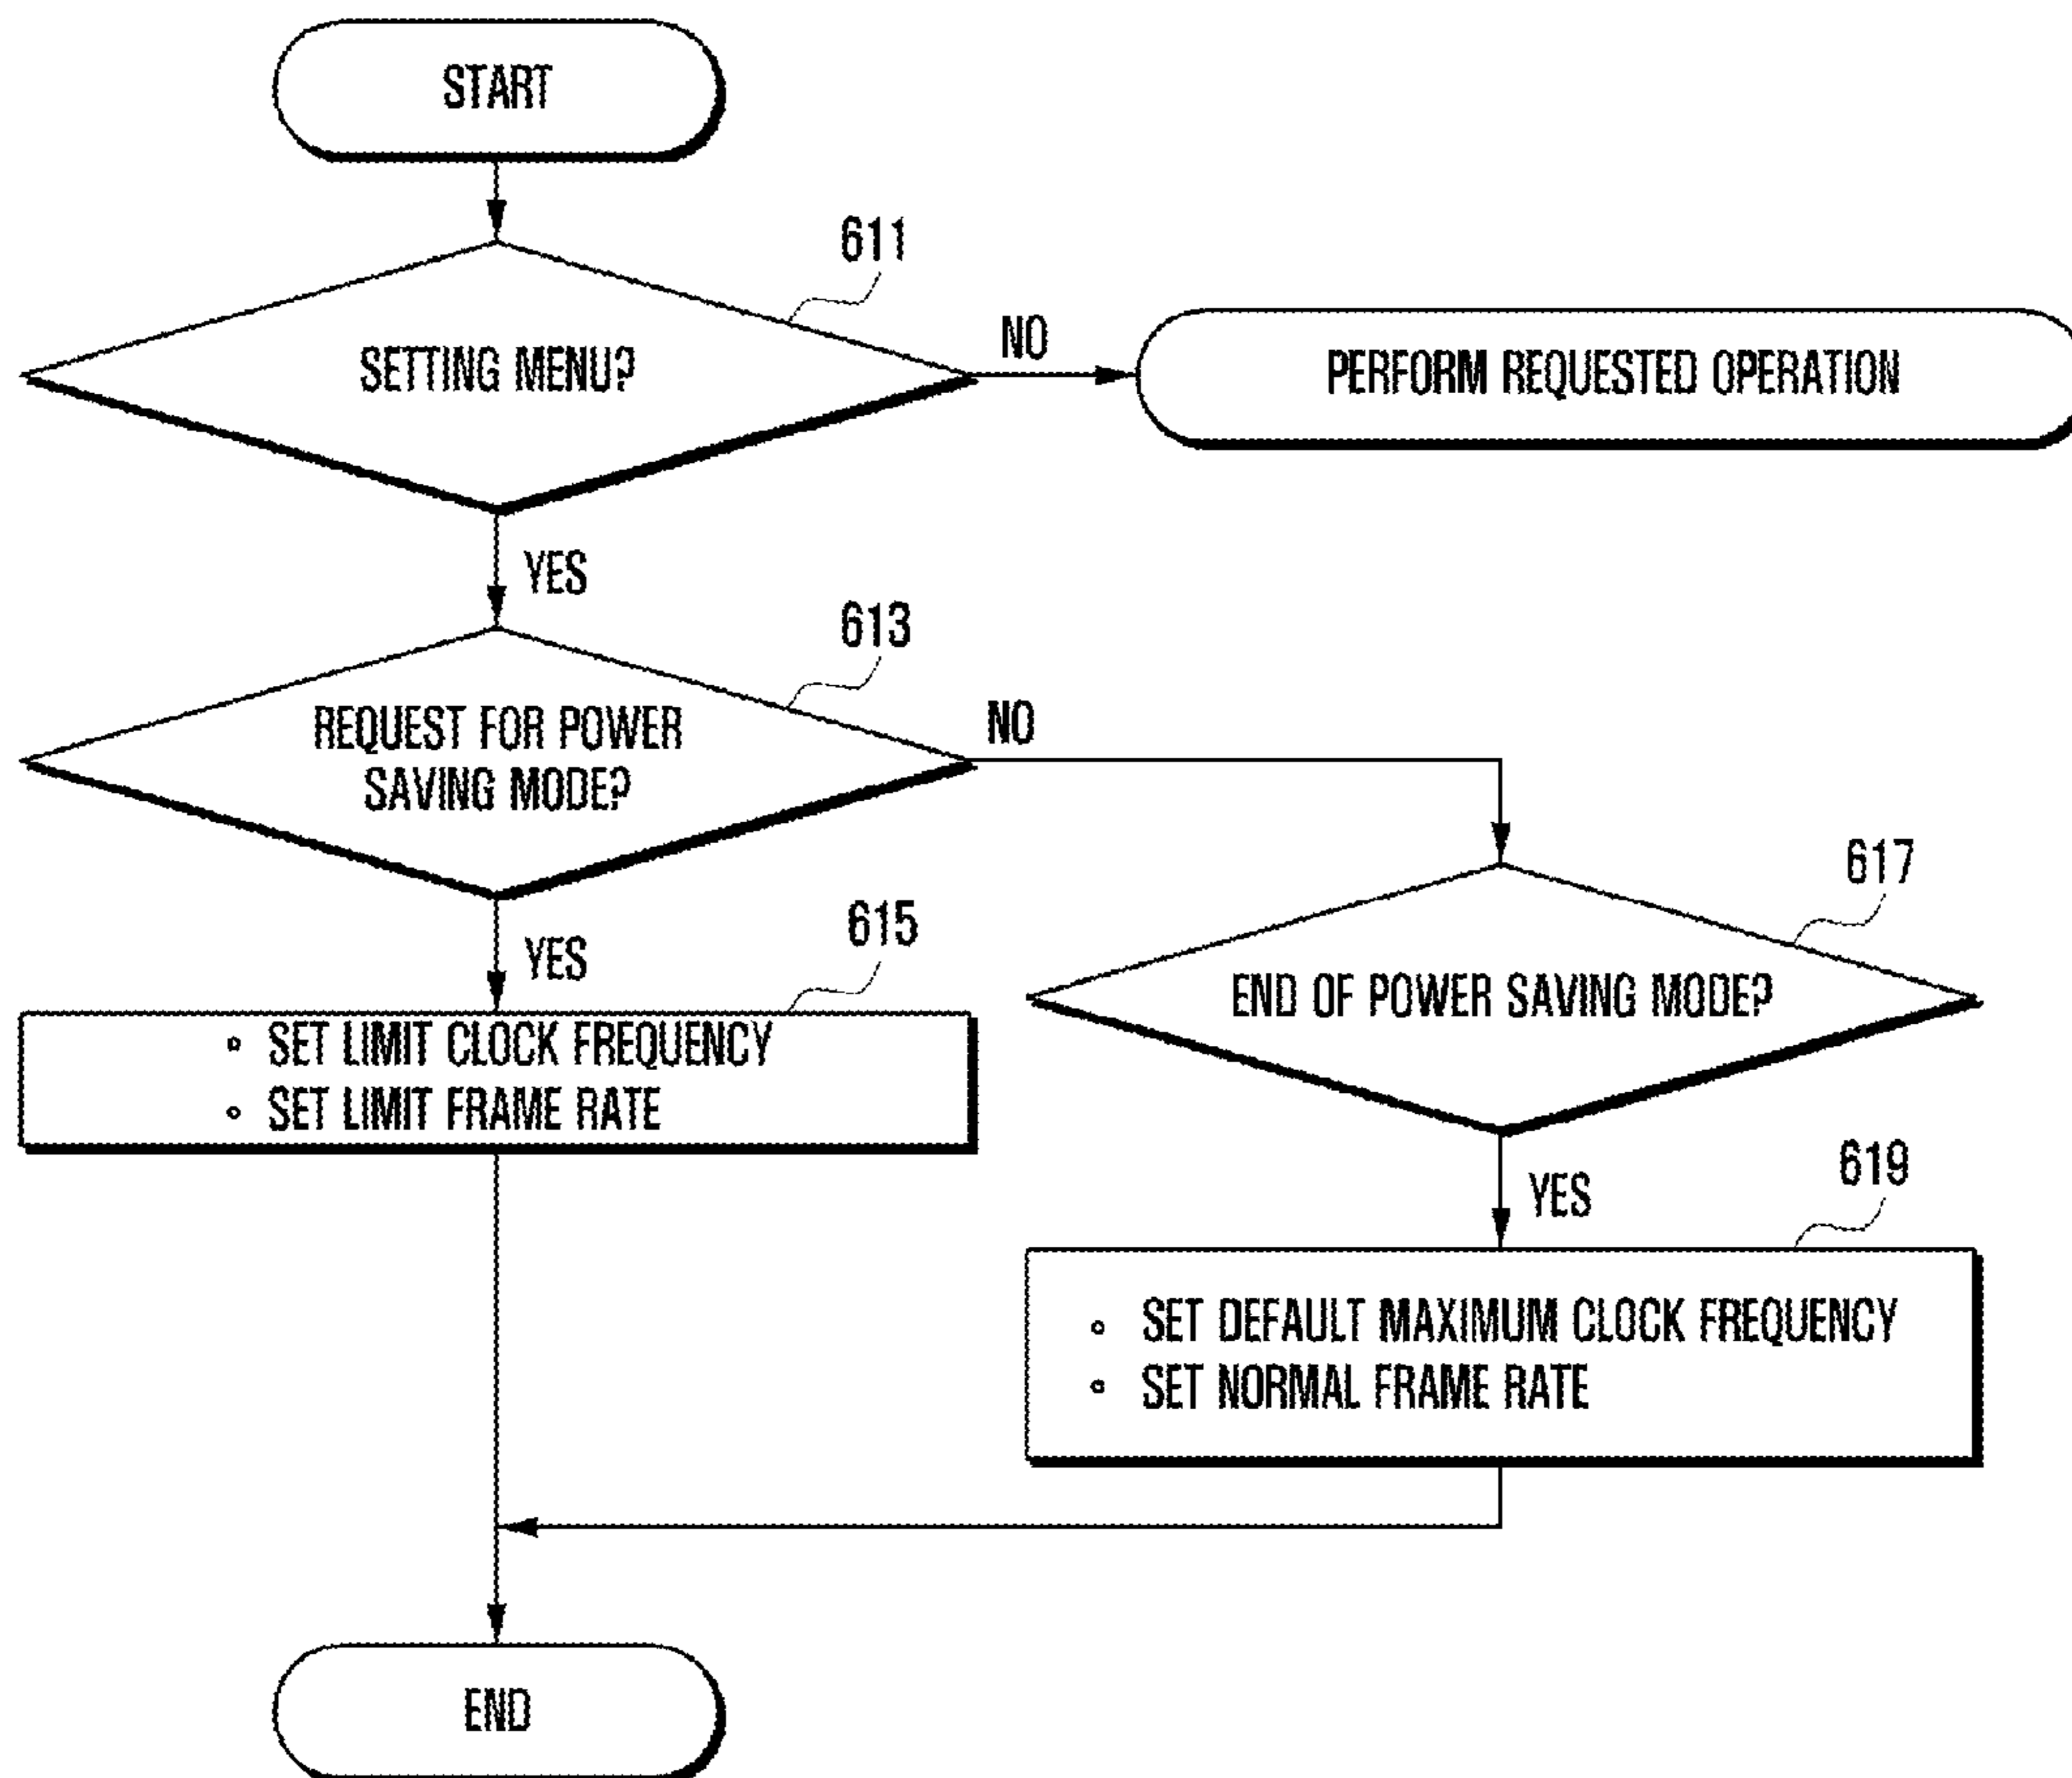 START
611
SETTING MENU?
NO
PERFORM REQUESTED OPERATION
YES
613
REQUEST FOR POWER
SAVING MODE?
NO
YES
615
SET LIMIT CLOCK FREQUENCY
SET LIMIT FRAME RATE
617
END OF POWER SAVING MODE?
YES
619
SET DEFAULT MAXIMUM CLOCK FREQUENCY
SET NORMAL FRAME RATE
END